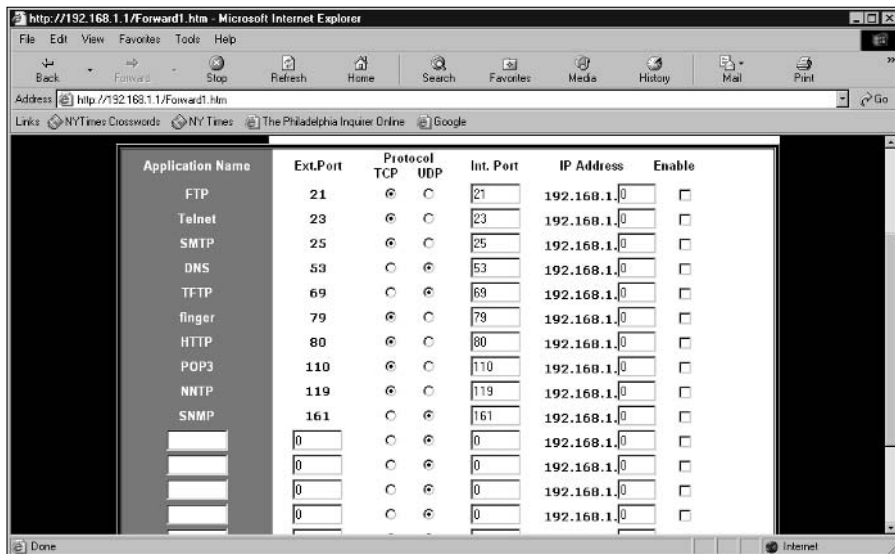 http://192.168.1.1/Forward1.htm - Microsoft Internet Explorer
File Edit View Favorites Tools Help
Back Forward Stop Refresh Home Search Favorites Media History Mail Print
Address http://192.168.1.1/Forward1.htm Go
Links NYTimes Crosswords NY Times The Philadelphia Inquirer Online Google
Application Name Ext.Port Protocol TCP UDP Int. Port IP Address Enable
FTP 21 21 192.168.1.0
Telnet 23 23 192.168.1.0
SMTP 25 25 192.168.1.0
DNS 53 53 192.168.1.0
TFTP 69 69 192.168.1.0
finger 79 79 192.168.1.0
HTTP 80 80 192.168.1.0
POP3 110 110 192.168.1.0
NNTP 119 119 192.168.1.0
SNMP 161 161 192.168.1.0
0 0 192.168.1.0
0 0 192.168.1.0
0 0 192.168.1.0
0 0 192.168.1.0
Done Internet